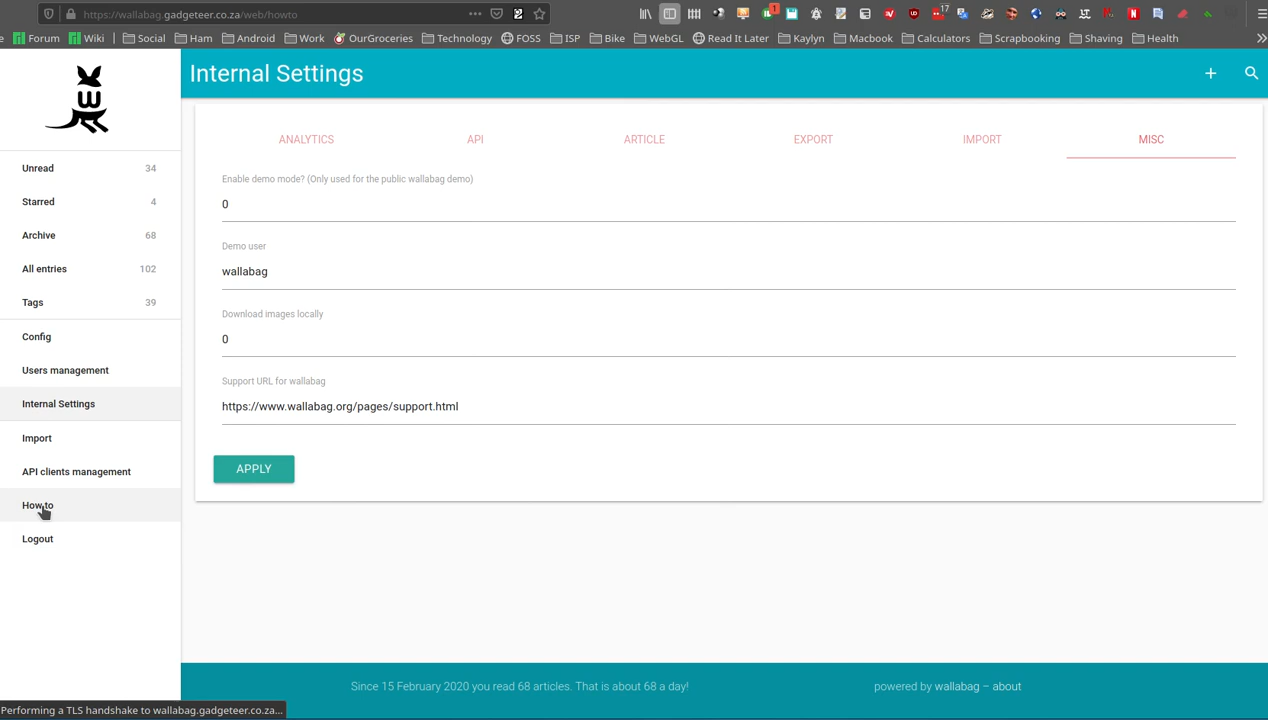 https://wallabag.gadgeteer.co.za/web/howto
1
17
Forum Wiki Social Ham Android Work OurGroceries Technology FOSS ISP Bike WebGL Read It Later Kaylyn Macbook Calculators Scrapbooking Shaving Health
Internal Settings
ANALYTICS API ARTICLE EXPORT IMPORT MISC
Unread 34
Starred 4
Archive 68
All entries 102
Tags 39
Config
Users management
Internal Settings
Import
API clients management
How to
Logout
Enable demo mode? (Only used for the public wallabag demo)
0
Demo user
wallabag
Download images locally
0
Support URL for wallabag
https://www.wallabag.org/pages/support.html
APPLY
Since 15 February 2020 you read 68 articles. That is about 68 a day!
powered by wallabag – about
Performing a TLS handshake to wallabag.gadgeteer.co.za...